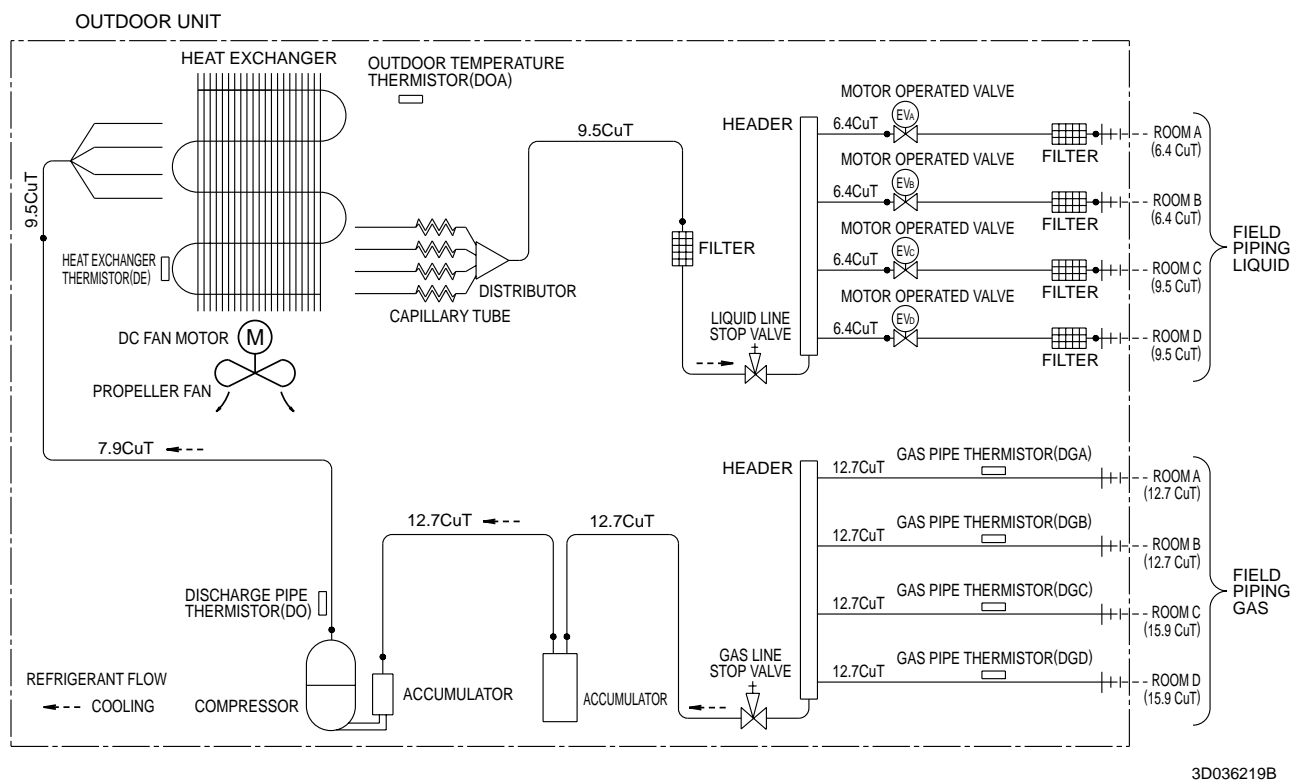 OUTDOOR UNIT
HEAT EXCHANGER
OUTDOOR TEMPERATURE
THERMISTOR(DOA)
9.5CuT
9.5CuT
HEAT EXCHANGER
THERMISTOR(DE)
DC FAN MOTOR
M
PROPELLER FAN
CAPILLARY TUBE
DISTRIBUTOR
FILTER
LIQUID LINE
STOP VALVE
HEADER
MOTOR OPERATED VALVE
6.4CuT
EVA
FILTER
ROOM A
(6.4 CuT)
MOTOR OPERATED VALVE
6.4CuT
EVB
FILTER
ROOM B
(6.4 CuT)
MOTOR OPERATED VALVE
6.4CuT
EVC
FILTER
ROOM C
(9.5 CuT)
MOTOR OPERATED VALVE
6.4CuT
EVD
FILTER
ROOM D
(9.5 CuT)
FIELD
PIPING
LIQUID
7.9CuT
12.7CuT
12.7CuT
DISCHARGE PIPE
THERMISTOR(DO)
REFRIGERANT FLOW
COOLING
COMPRESSOR
ACCUMULATOR
ACCUMULATOR
GAS LINE
STOP VALVE
HEADER
12.7CuT
GAS PIPE THERMISTOR(DGA)
ROOM A
(12.7 CuT)
12.7CuT
GAS PIPE THERMISTOR(DGB)
ROOM B
(12.7 CuT)
12.7CuT
GAS PIPE THERMISTOR(DGC)
ROOM C
(15.9 CuT)
12.7CuT
GAS PIPE THERMISTOR(DGD)
ROOM D
(15.9 CuT)
FIELD
PIPING
GAS
3D036219B